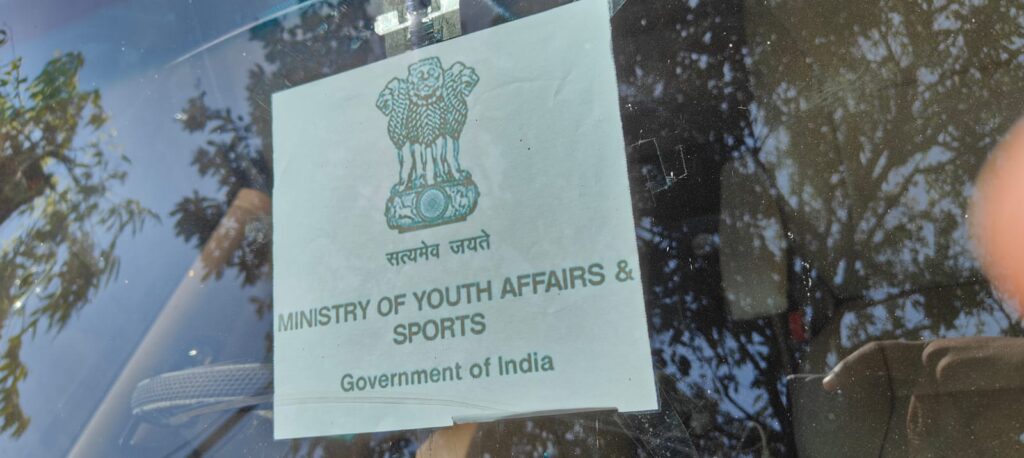 सत्यमेव जयते
MINISTRY OF YOUTH AFFAIRS &
SPORTS
Government of India